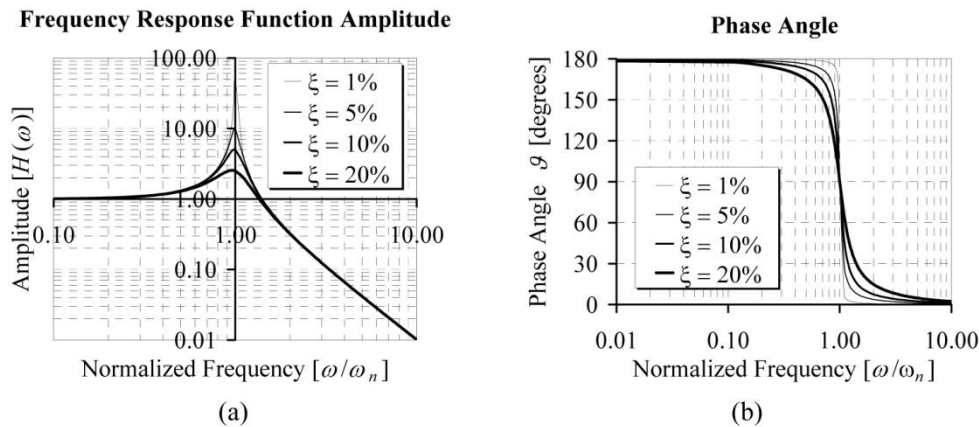 Frequency Response Function Amplitude
Amplitude [H(ω)]
100.00
10.00
1.00
0.10
0.01
0.10
1.00
10.00
ξ = 1%
ξ = 5%
ξ = 10%
ξ = 20%
Normalized Frequency [ω/ωn]
(a)
Phase Angle
Phase Angle ϑ [degrees]
180
150
120
90
60
30
0
0.01
0.10
1.00
10.00
ξ = 1%
ξ = 5%
ξ = 10%
ξ = 20%
Normalized Frequency [ω/ωn]
(b)